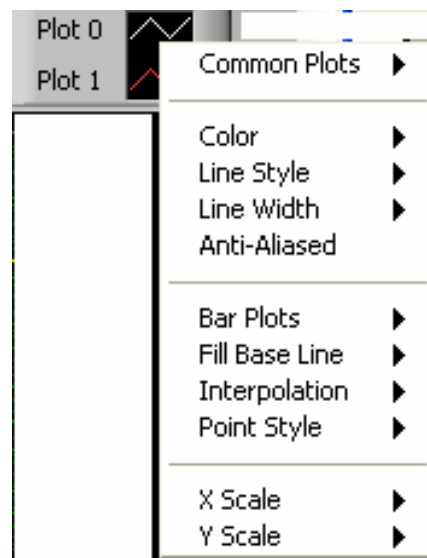 Plot 0
Plot 1
Common Plots
Color
Line Style
Line Width
Anti-Aliased
Bar Plots
Fill Base Line
Interpolation
Point Style
X Scale
Y Scale